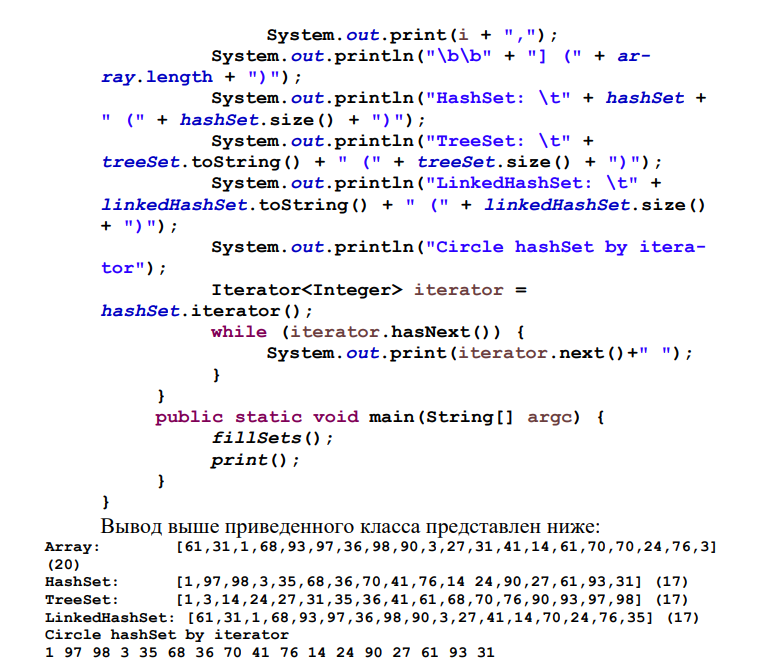 System.out.print(i + ",");
System.out.println("\b\b" + "] (" + ar-
ray.length + ")");
System.out.println("HashSet: \t" + hashSet +
" (" + hashSet.size() + ")");
System.out.println("TreeSet: \t" +
treeSet.toString() + " (" + treeSet.size() + ")");
System.out.println("LinkedHashSet: \t" +
linkedHashSet.toString() + " (" + linkedHashSet.size()
+ ")");
System.out.println("Circle hashSet by itera-
tor");
Iterator<Integer> iterator =
hashSet.iterator();
while (iterator.hasNext()) {
System.out.print(iterator.next()+" ");
}
}
public static void main(String[] argc) {
fillSets();
print();
}
}
Вывод выше приведенного класса представлен ниже:
Array: [61,31,1,68,93,97,36,98,90,3,27,31,41,14,61,70,70,24,76,3]
(20)
HashSet: [1,97,98,3,35,68,36,70,41,76,14 24,90,27,61,93,31] (17)
TreeSet: [1,3,14,24,27,31,35,36,41,61,68,70,76,90,93,97,98] (17)
LinkedHashSet: [61,31,1,68,93,97,36,98,90,3,27,41,14,70,24,76,35] (17)
Circle hashSet by iterator
1 97 98 3 35 68 36 70 41 76 14 24 90 27 61 93 31